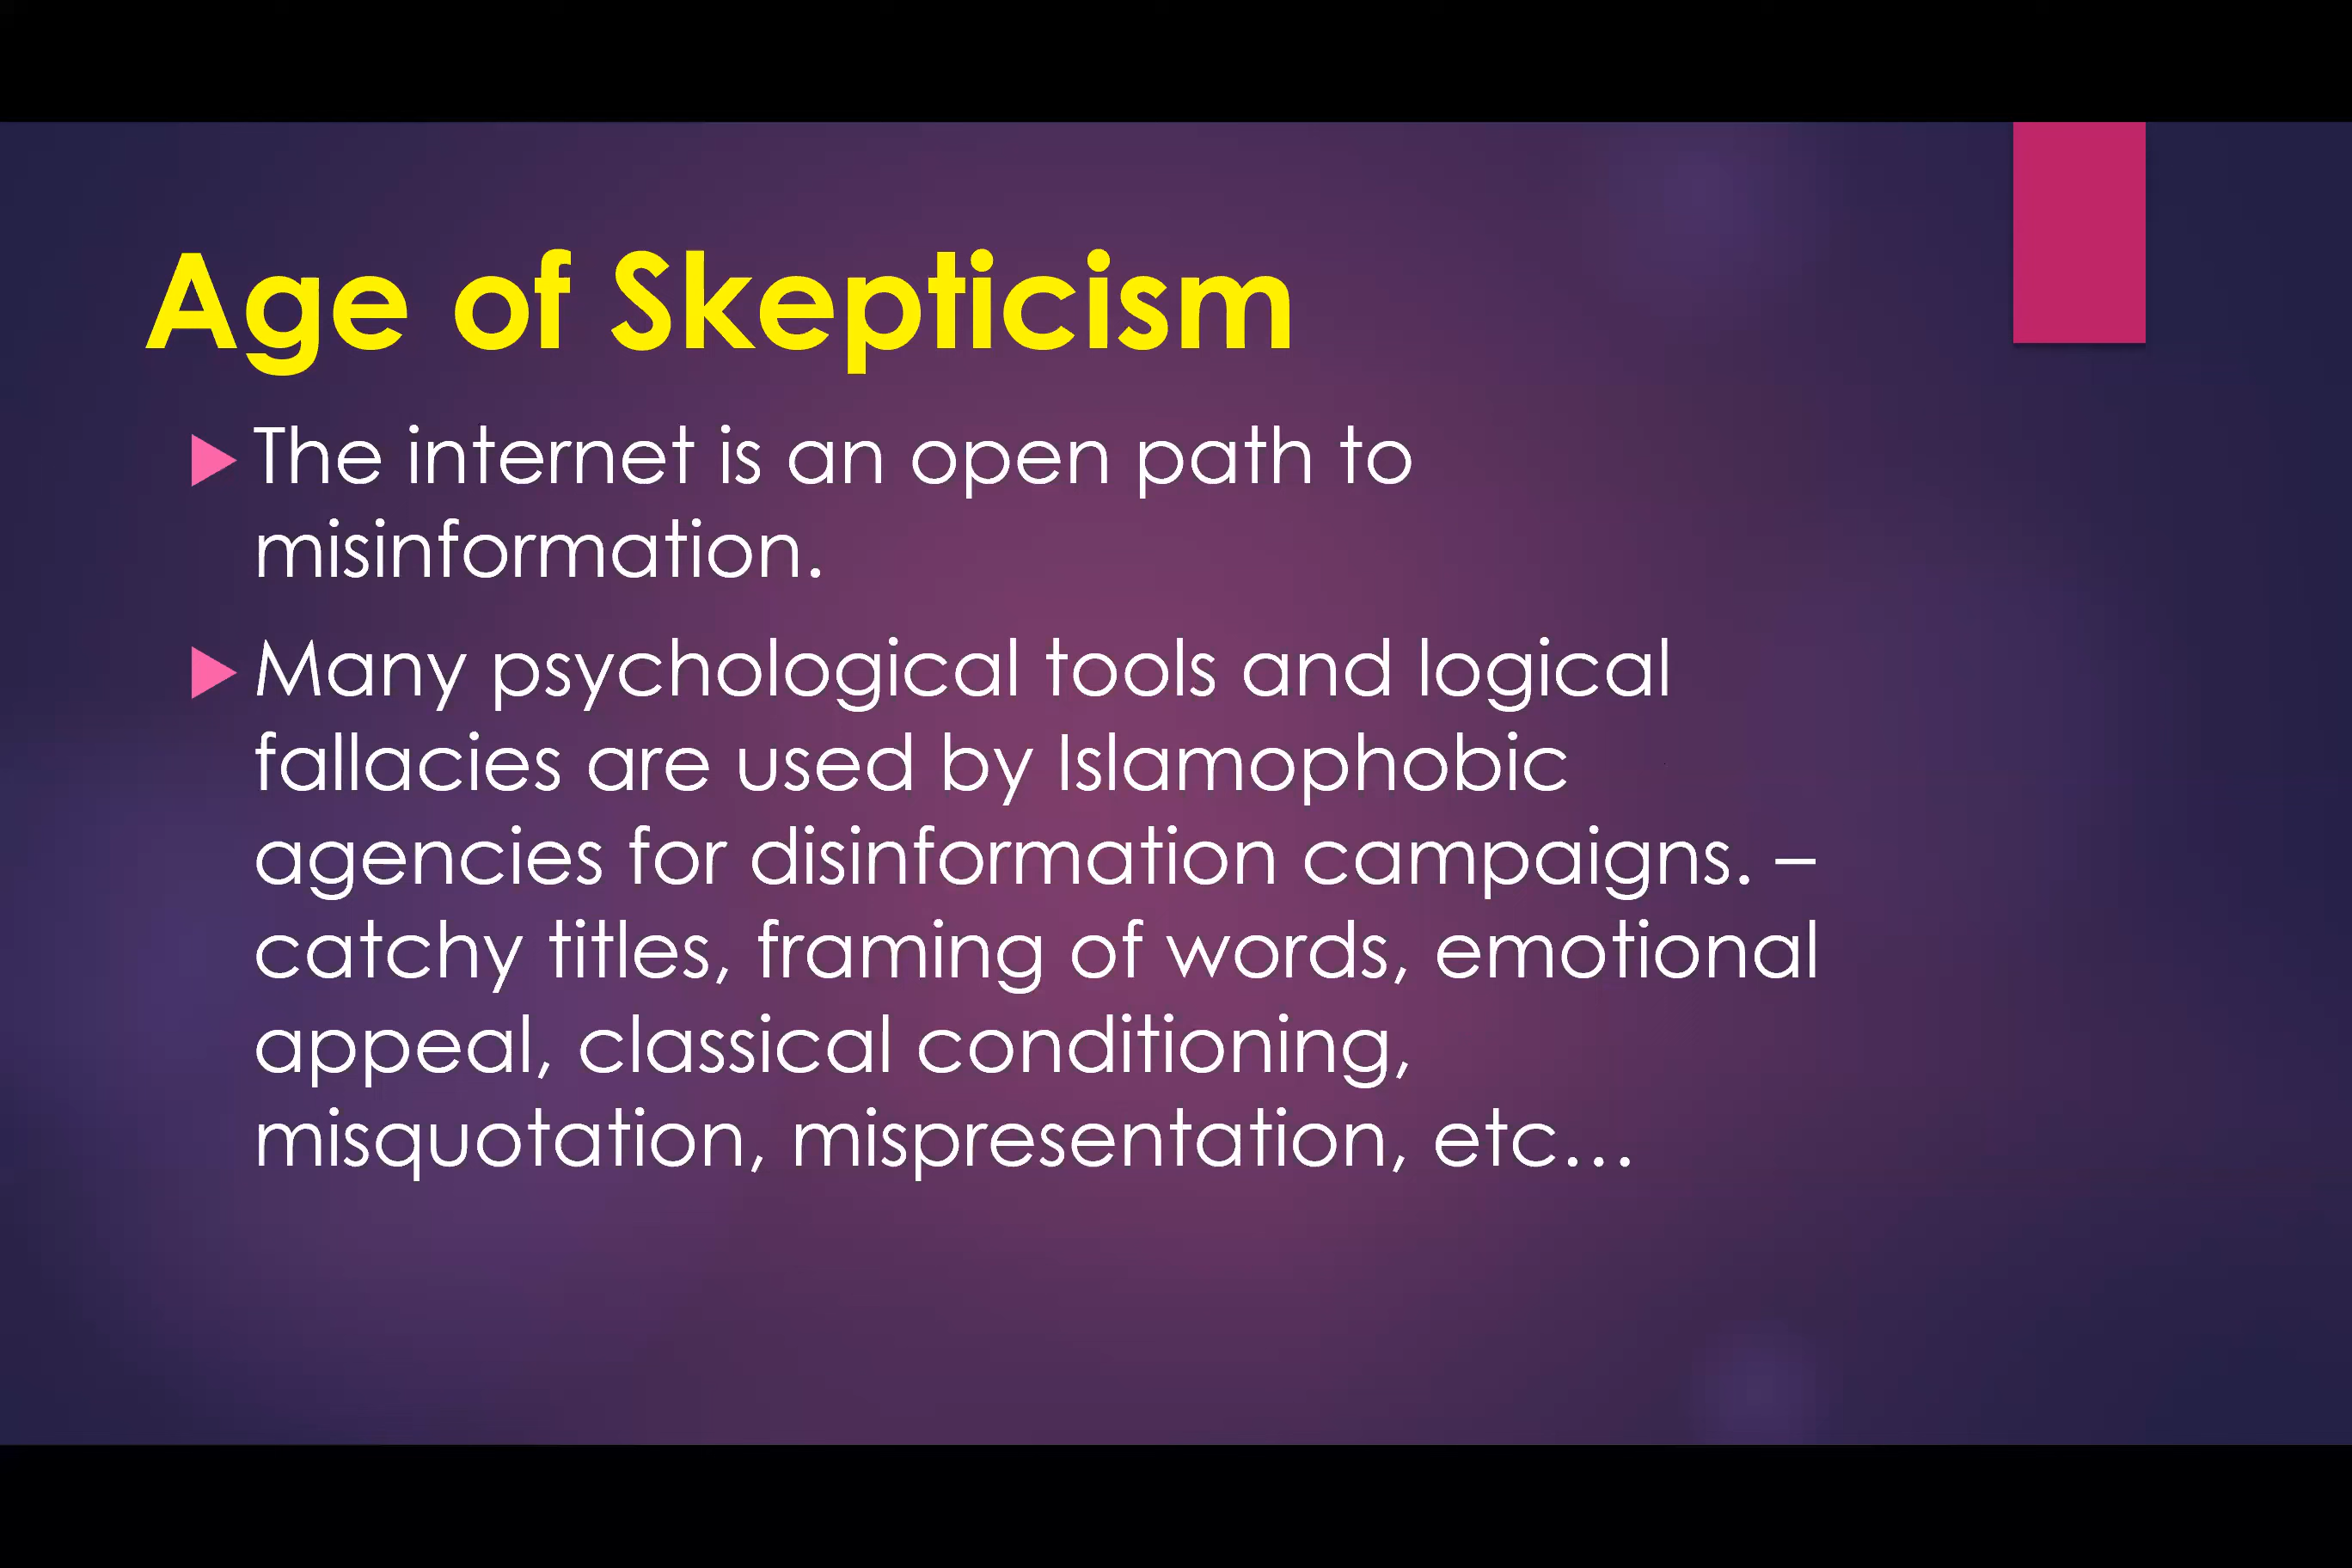 Age of Skepticism
The internet is an open path to
misinformation.
Many psychological tools and logical
fallacies are used by Islamophobic
agencies for disinformation campaigns. –
catchy titles, framing of words, emotional
appeal, classical conditioning,
misquotation, mispresentation, etc...